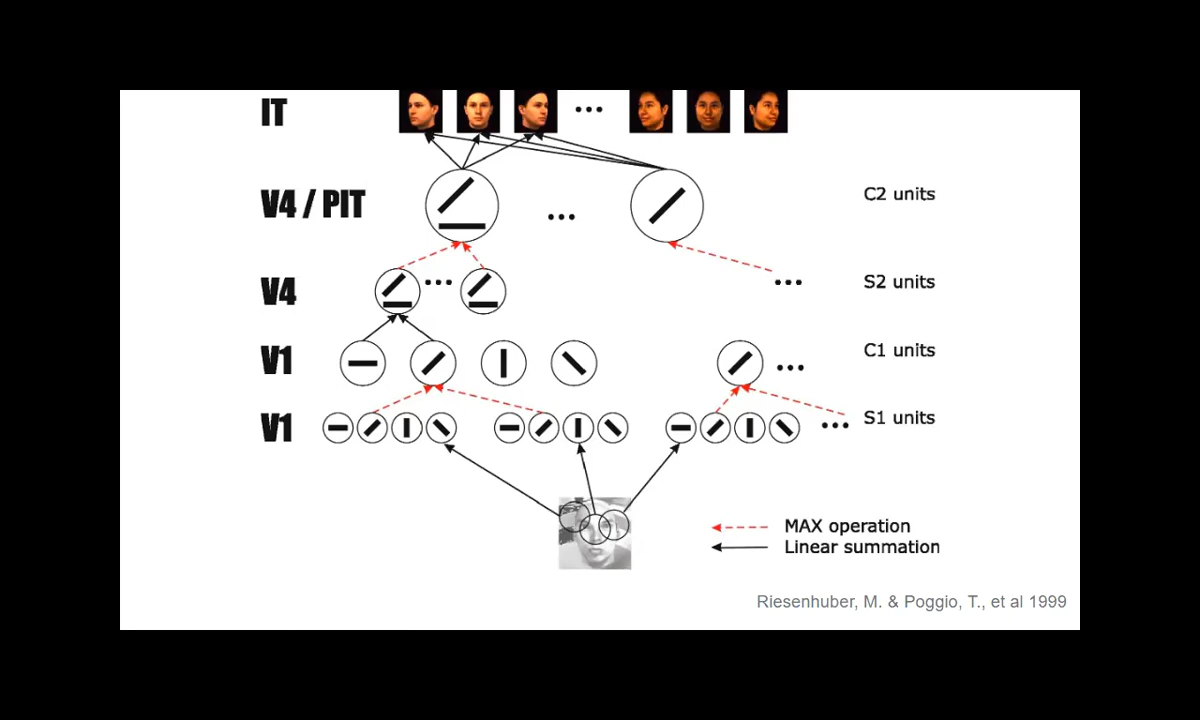 IT
...
V4 / PIT
...
C2 units
V4
...
...
S2 units
V1
...
C1 units
V1
...
S1 units
MAX operation
Linear summation
Riesenhuber, M. & Poggio, T., et al 1999